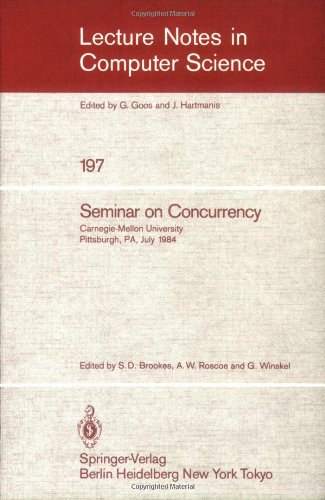 Lecture Notes in
Computer Science
Edited by G. Goos and J. Hartmanis
197
Seminar on Concurrency
Carnegie-Mellon University
Pittsburgh, PA, July 1984
Edited by S.D. Brookes, A.W. Roscoe and G. Winskel
Springer-Verlag
Berlin Heidelberg New York Tokyo